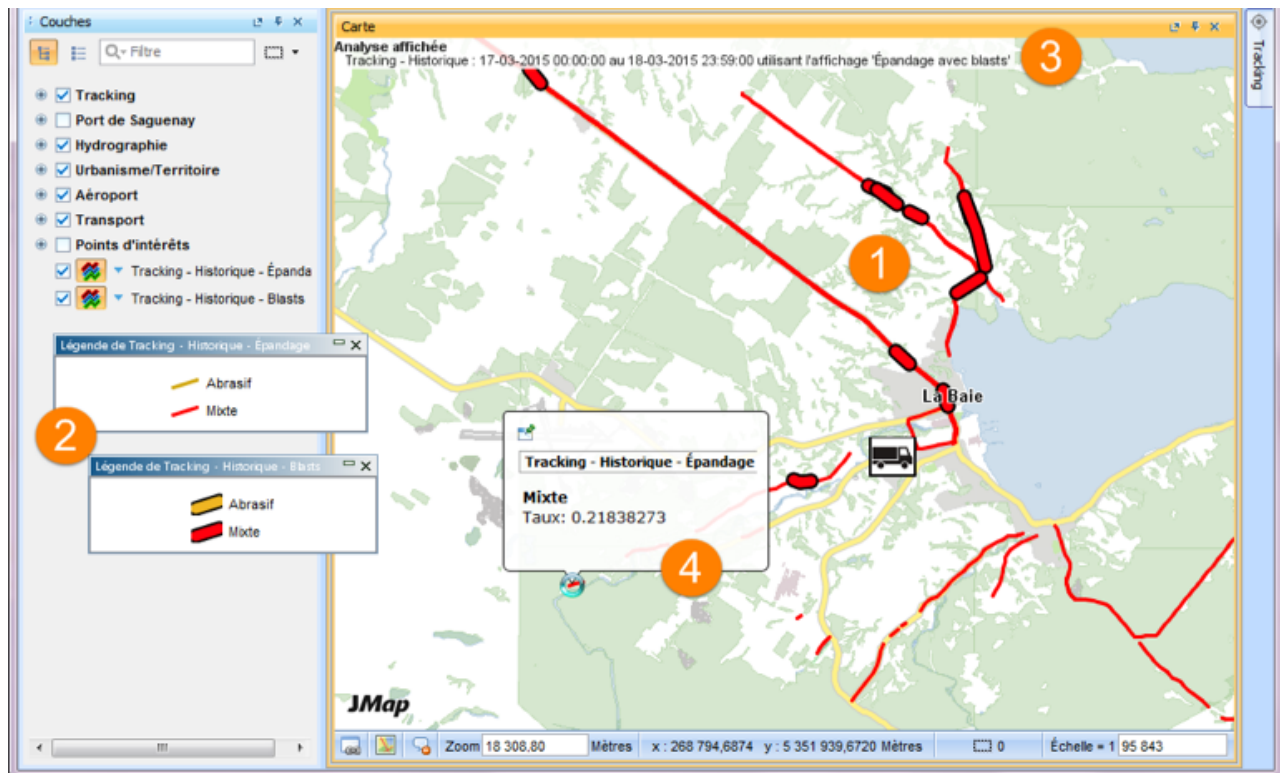 Couches
Filtre
Tracking
Port de Saguenay
Hydrographie
Urbanisme/Territoire
Aéroport
Transport
Points d'intérêts
Tracking - Historique - Épanda
Tracking - Historique - Blasts
Légende de Tracking - Historique - Épandage
Abrasif
Mixte
2
Légende de Tracking - Historique - Blasts
Abrasif
Mixte
Carte
Analyse affichée
Tracking - Historique : 17-03-2015 00:00:00 au 18-03-2015 23:59:00 utilisant l'affichage 'Épandage avec blasts'
3
1
La Baie
Tracking - Historique - Épandage
Mixte
Taux: 0.21838273
4
JMap
Zoom 18 308.80 Mètres x : 268 794,6874 y : 5 351 939,6720 Mètres 0 Échelle = 1 95 843
Tracking